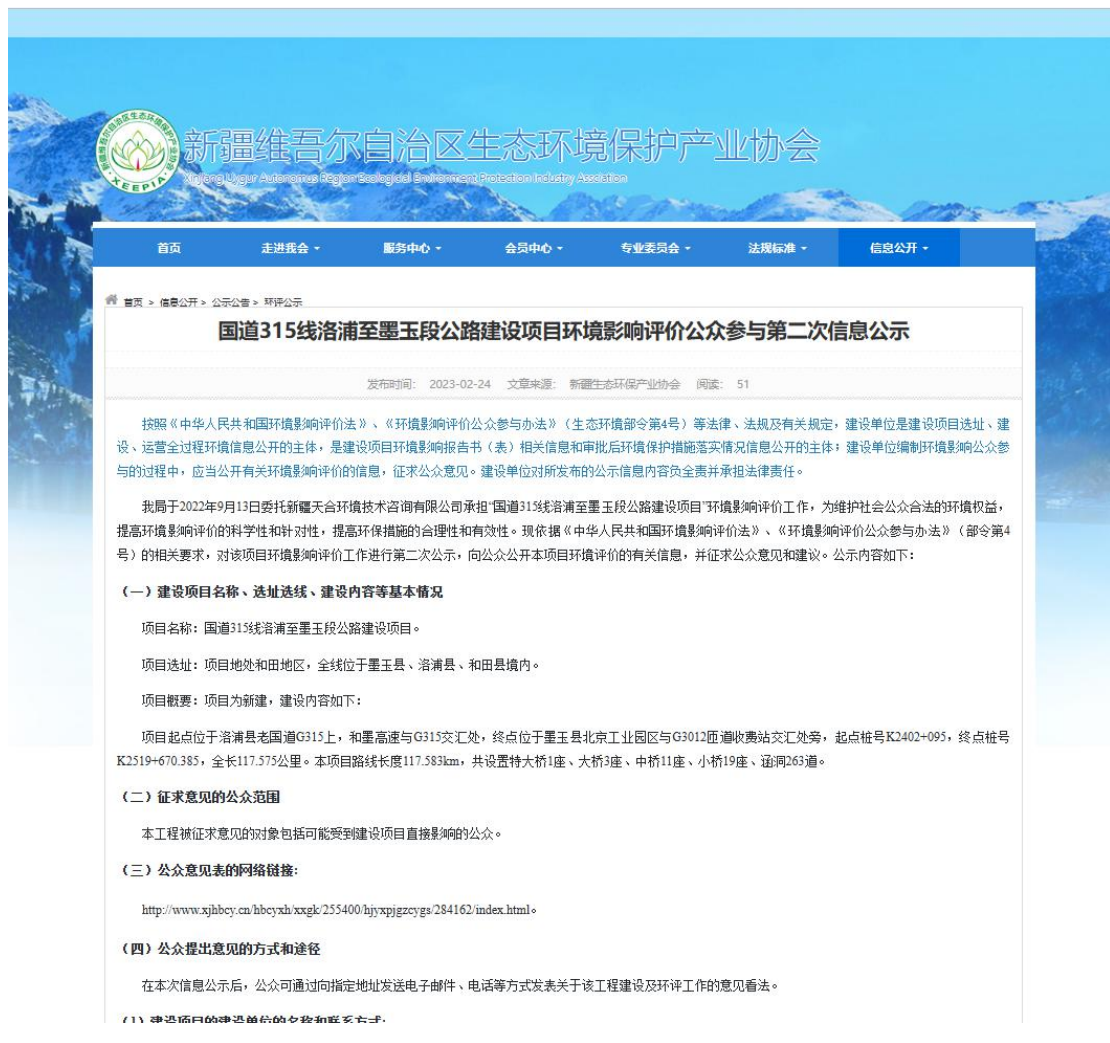 新疆维吾尔自治区生态环境保护产业协会
Xinjiang Uygur Autonomous Region Ecological Environment Protection Industry Association
XEEPIA
首页 走进我会 服务中心 会员中心 专业委员会 法规标准 信息公开
首页 > 信息公开 > 公示公告 > 环评公示
国道315线洛浦至墨玉段公路建设项目环境影响评价公众参与第二次信息公示
发布时间: 2023-02-24 文章来源: 新疆生态环保产业协会 阅读: 51
按照《中华人民共和国环境影响评价法》、《环境影响评价公众参与办法》（生态环境部令第4号）等法律、法规及有关规定，建设单位是建设项目选址、建
设、运营全过程环境信息公开的主体，是建设项目环境影响报告书（表）相关信息和审批后环境保护措施落实情况信息公开的主体；建设单位编制环境影响公众参
与的过程中，应当公开有关环境影响评价的信息，征求公众意见。建设单位对所发布的公示信息内容负全责并承担法律责任。
我局于2022年9月13日委托新疆天合环境技术咨询有限公司承担“国道315线洛浦至墨玉段公路建设项目”环境影响评价工作，为维护社会公众合法的环境权益，
提高环境影响评价的科学性和针对性，提高环保措施的合理性和有效性。现依据《中华人民共和国环境影响评价法》、《环境影响评价公众参与办法》（部令第4
号）的相关要求，对该项目环境影响评价工作进行第二次公示，向公众公开本项目环境评价的有关信息，并征求公众意见和建议。公示内容如下：
（一）建设项目名称、选址选线、建设内容等基本情况
项目名称：国道315线洛浦至墨玉段公路建设项目。
项目选址：项目地处和田地区，全线位于墨玉县、洛浦县、和田县境内。
项目概要：项目为新建，建设内容如下：
项目起点位于洛浦县老国道G315上，和墨高速与G315交汇处，终点位于墨玉县北京工业园区与G3012匝道收费站交汇处旁，起点桩号K2402+095，终点桩号
K2519+670.385，全长117.575公里。本项目路线长度117.583km，共设置特大桥1座、大桥3座、中桥11座、小桥19座、涵洞263道。
（二）征求意见的公众范围
本工程被征求意见的对象包括可能受到建设项目直接影响的公众。
（三）公众意见表的网络链接：
http://www.xjhbcy.cn/hbcyxh/xxgk/255400/hjyxpjgzcygs/284162/index.html。
（四）公众提出意见的方式和途径
在本次信息公示后，公众可通过向指定地址发送电子邮件、电话等方式发表关于该工程建设及环评工作的意见看法。
(1) 建设项目的建设单位的名称和联系方式：